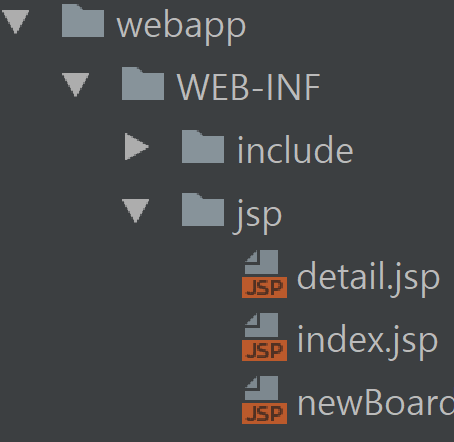 webapp
WEB-INF
include
jsp
JSP detail.jsp
JSP index.jsp
JSP newBoard